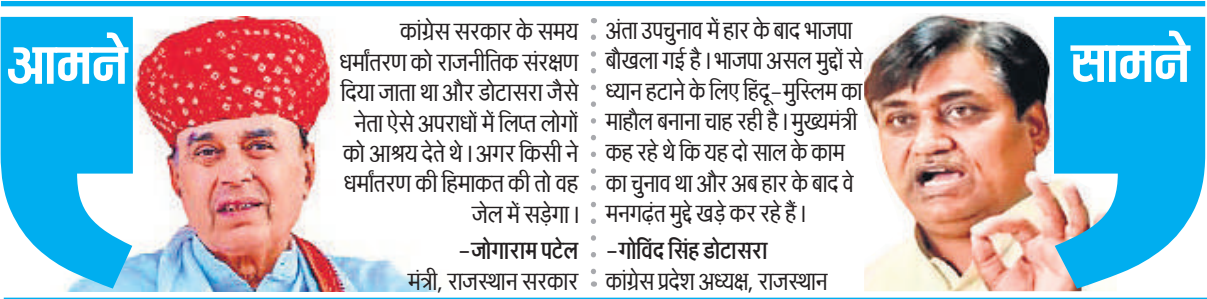 आमने
कांग्रेस सरकार के समय
धर्मांतरण को राजनीतिक संरक्षण
दिया जाता था और डोटासरा जैसे
नेता ऐसे अपराधों में लिप्त लोगों
को आश्रय देते थे। अगर किसी ने
धर्मांतरण की हिमाकत की तो वह
जेल में सड़ेगा।
-जोगाराम पटेल
मंत्री, राजस्थान सरकार
अंता उपचुनाव में हार के बाद भाजपा
बौखला गई है। भाजपा असल मुद्दों से
ध्यान हटाने के लिए हिंदू-मुस्लिम का
माहौल बनाना चाह रही है। मुख्यमंत्री
कह रहे थे कि यह दो साल के काम
का चुनाव था और अब हार के बाद वे
मनगढ़ंत मुद्दे खड़े कर रहे हैं।
-गोविंद सिंह डोटासरा
कांग्रेस प्रदेश अध्यक्ष, राजस्थान
सामने